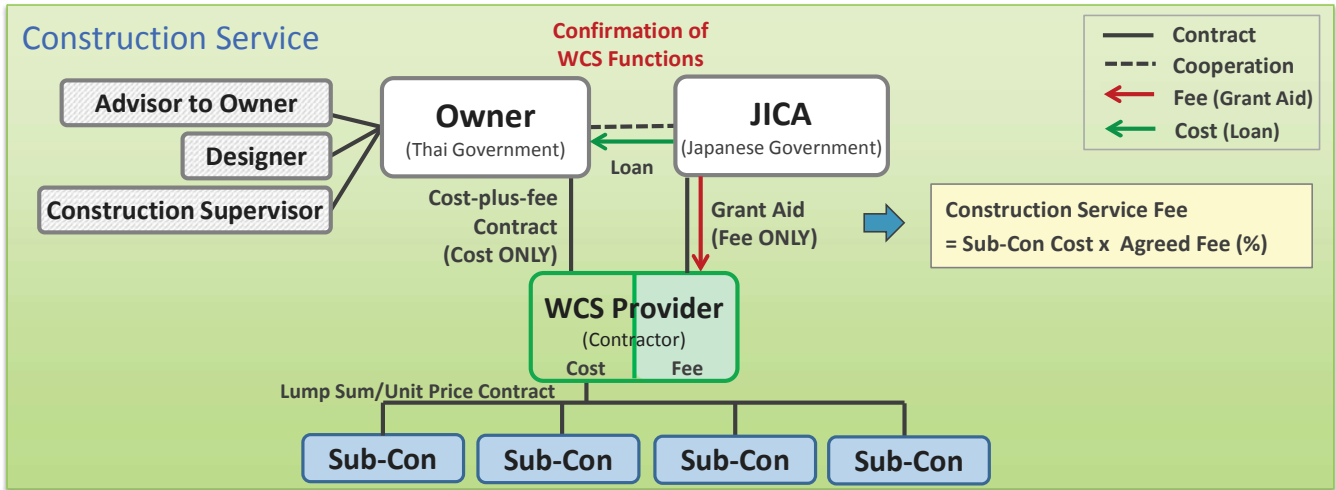 Construction Service
Confirmation of
WCS Functions
Contract
Cooperation
Fee (Grant Aid)
Cost (Loan)
Advisor to Owner
Designer
Construction Supervisor
Owner
(Thai Government)
JICA
(Japanese Government)
Loan
Cost-plus-fee
Contract
(Cost ONLY)
Grant Aid
(Fee ONLY)
Construction Service Fee
= Sub-Con Cost x Agreed Fee (%)
WCS Provider
(Contractor)
Cost
Fee
Lump Sum/Unit Price Contract
Sub-Con
Sub-Con
Sub-Con
Sub-Con